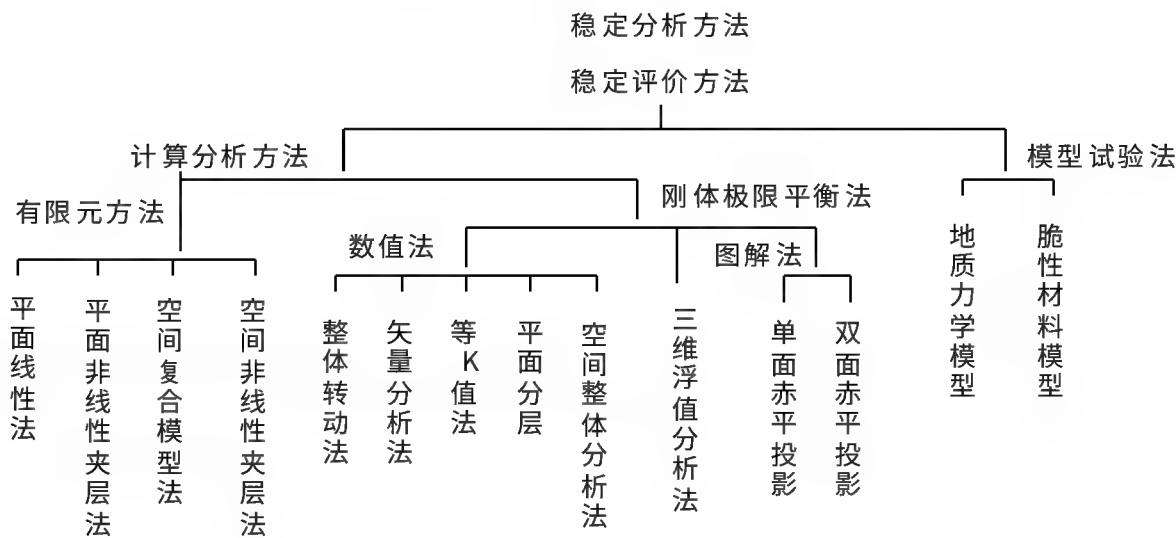 稳定分析方法
稳定评价方法
计算分析方法
模型试验法
有限元方法
刚体极限平衡法
数值法
图解法
平面线性法
平面非线性夹层法
空间复合模型法
空间非线性夹层法
整体转动法
矢量分析法
等K值法
平面分层
空间整体分析法
三维浮值分析法
单面赤平投影
双面赤平投影
地质力学模型
脆性材料模型